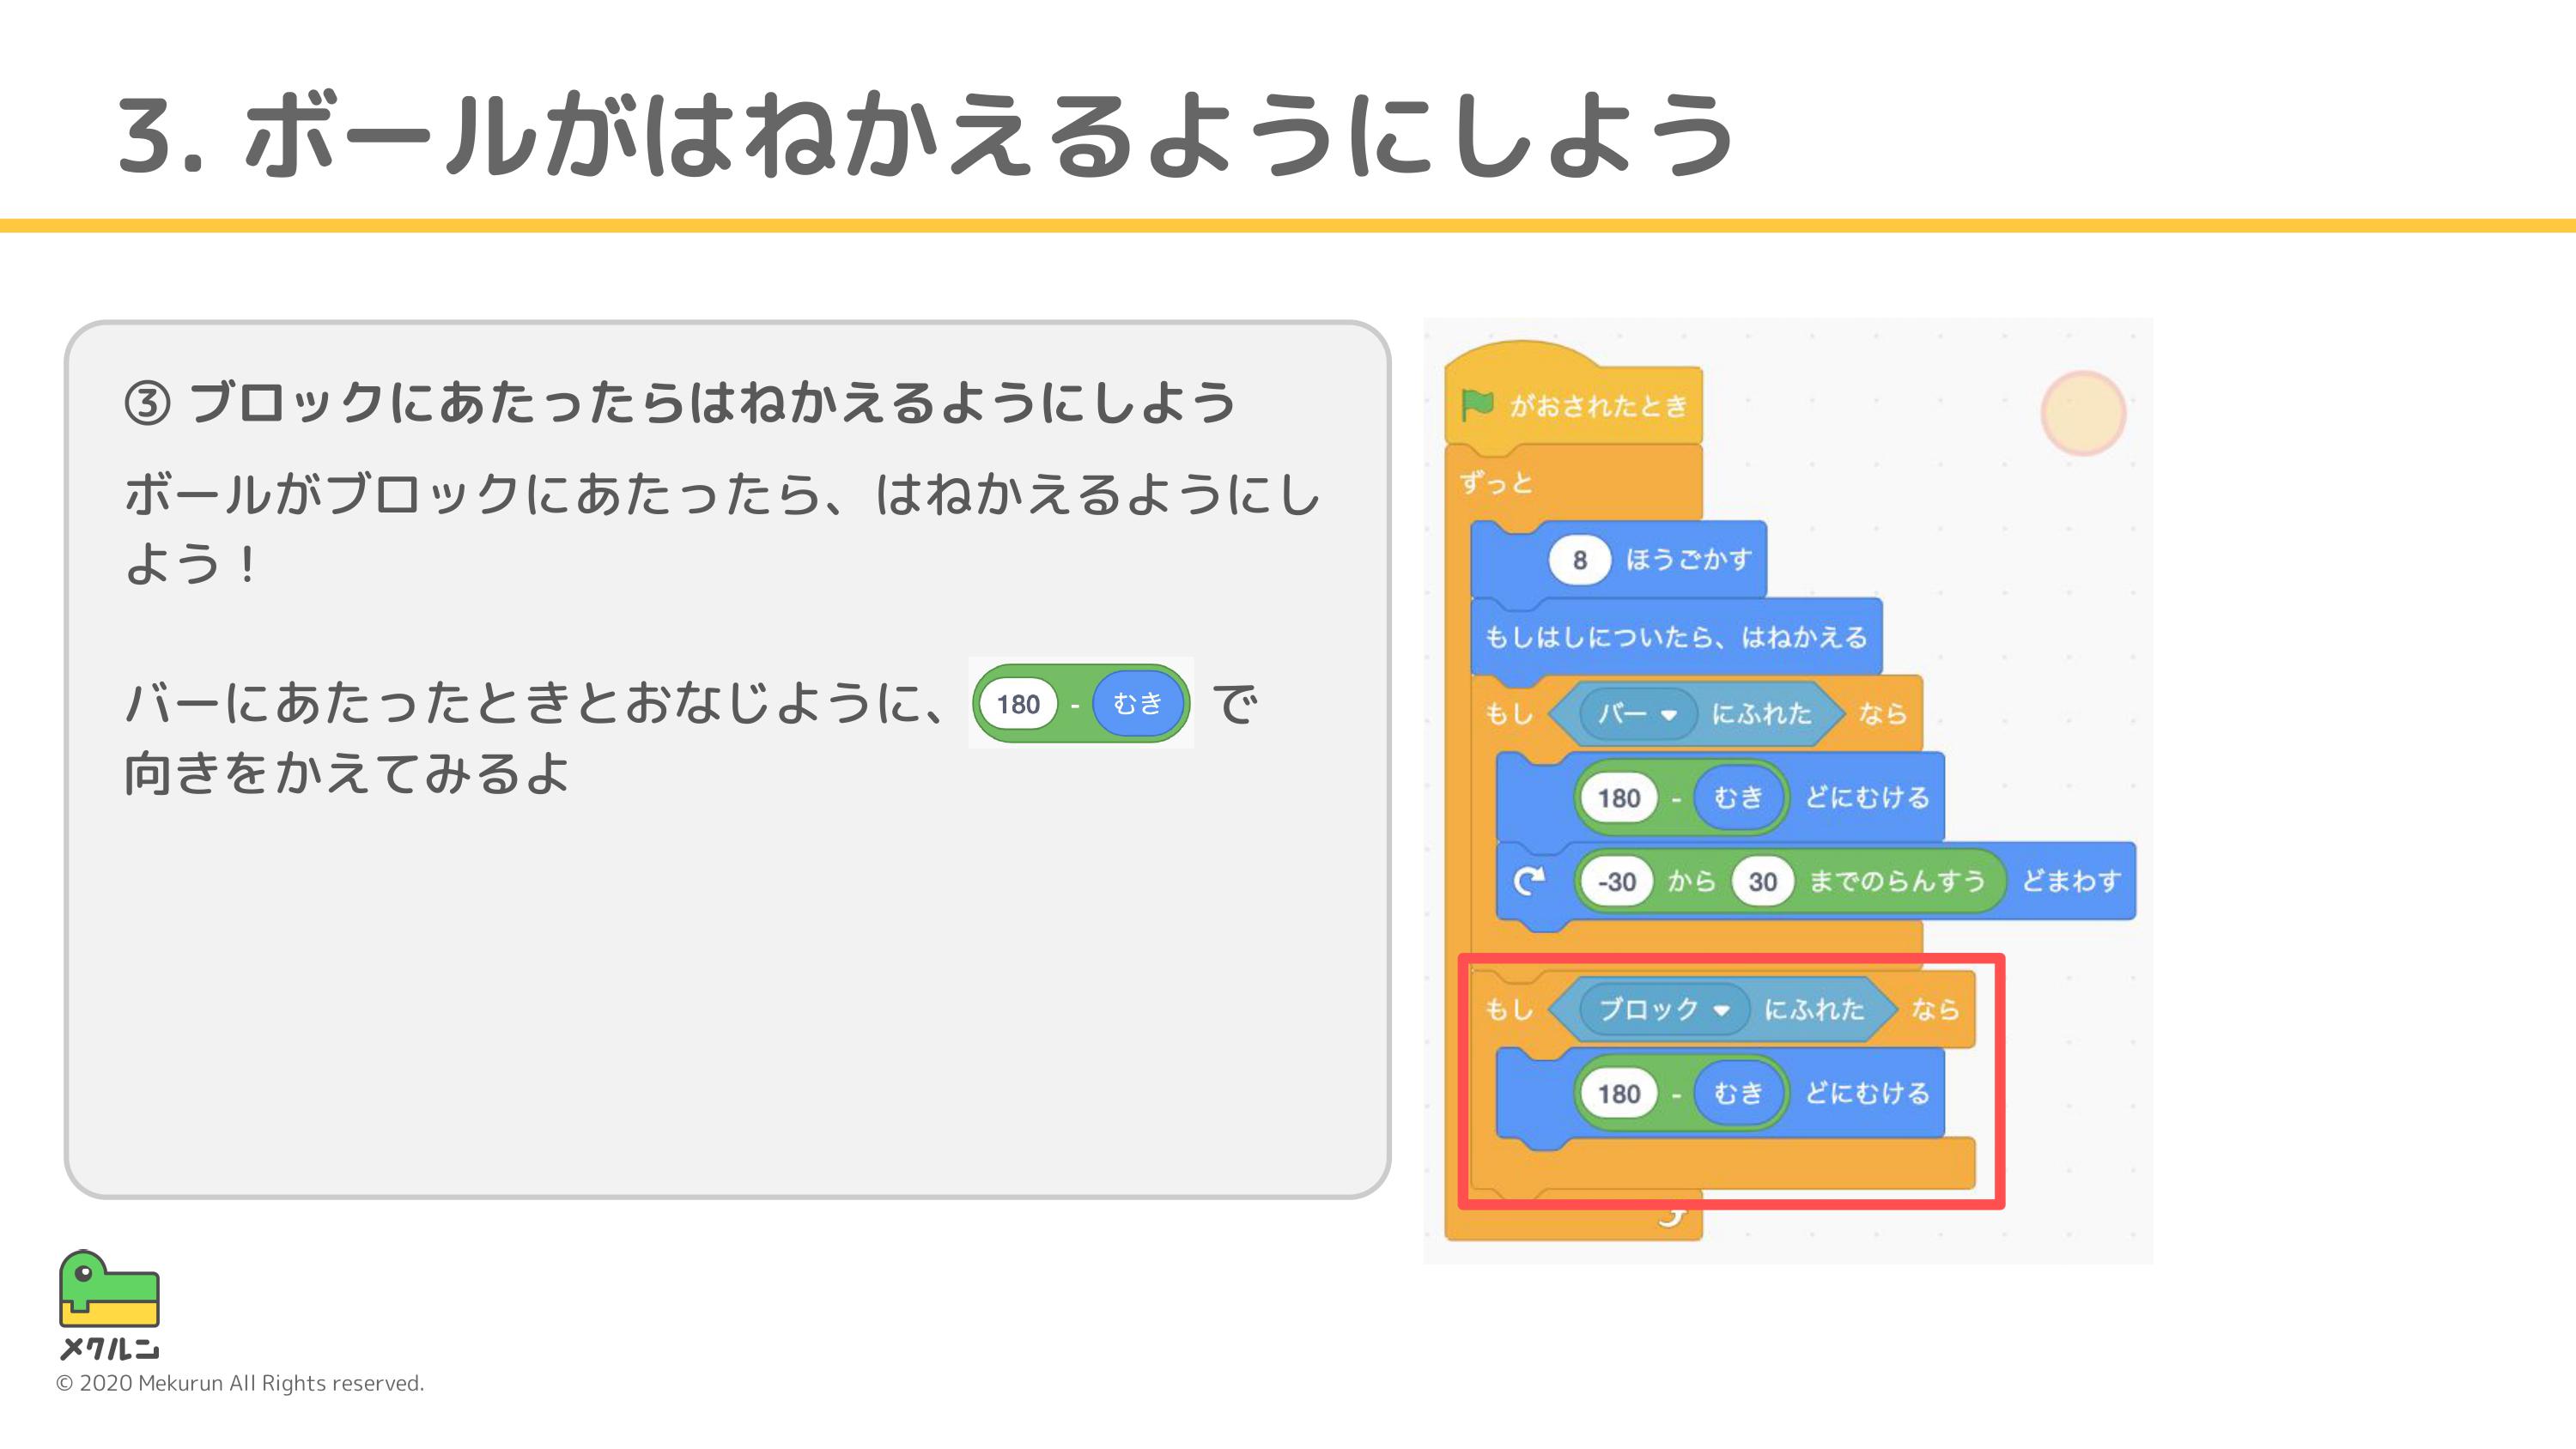 3. ボールがはねかえるようにしよう
③ ブロックにあたったらはねかえるようにしよう
ボールがブロックにあたったら、はねかえるようにし
よう！
バーにあたったときとおなじように、 180 - むき で
向きをかえてみるよ
がおされたとき
ずっと
8 ほうごかす
もしはしについたら、はねかえる
もし バー にふれた なら
180 - むき どにむける
-30 から 30 までのらんすう どまわす
もし ブロック にふれた なら
180 - むき どにむける
メクルン
© 2020 Mekurun All Rights reserved.